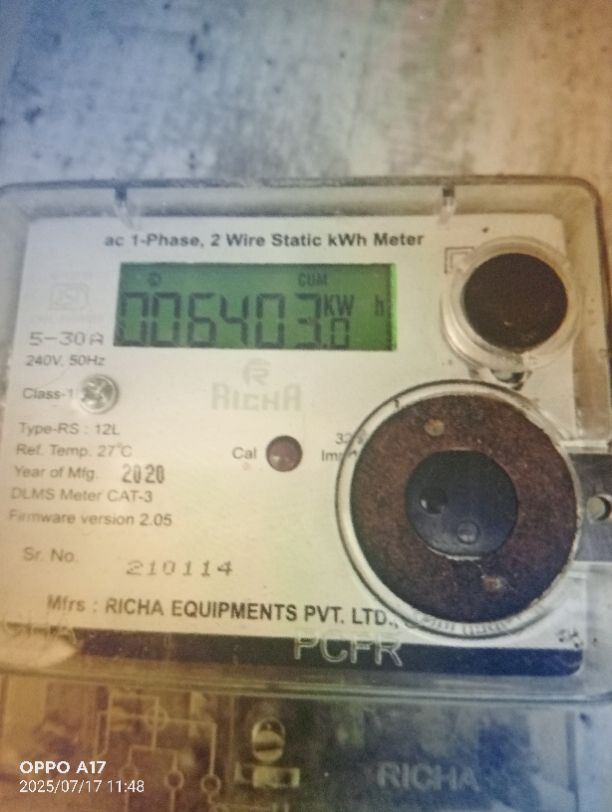 ac 1-Phase, 2 Wire Static kWh Meter
CUM
006403.0 KW h
5-30A
240V, 50Hz
Class-1
RICHA
Type-RS : 12L
Ref. Temp. 27°C
Cal
Year of Mfg. 2020
DLMS Meter CAT-3
Firmware version 2.05
Sr. No. 210114
Mfrs : RICHA EQUIPMENTS PVT. LTD.,
PCFR
RICHA
OPPO A17
2025/07/17 11:48